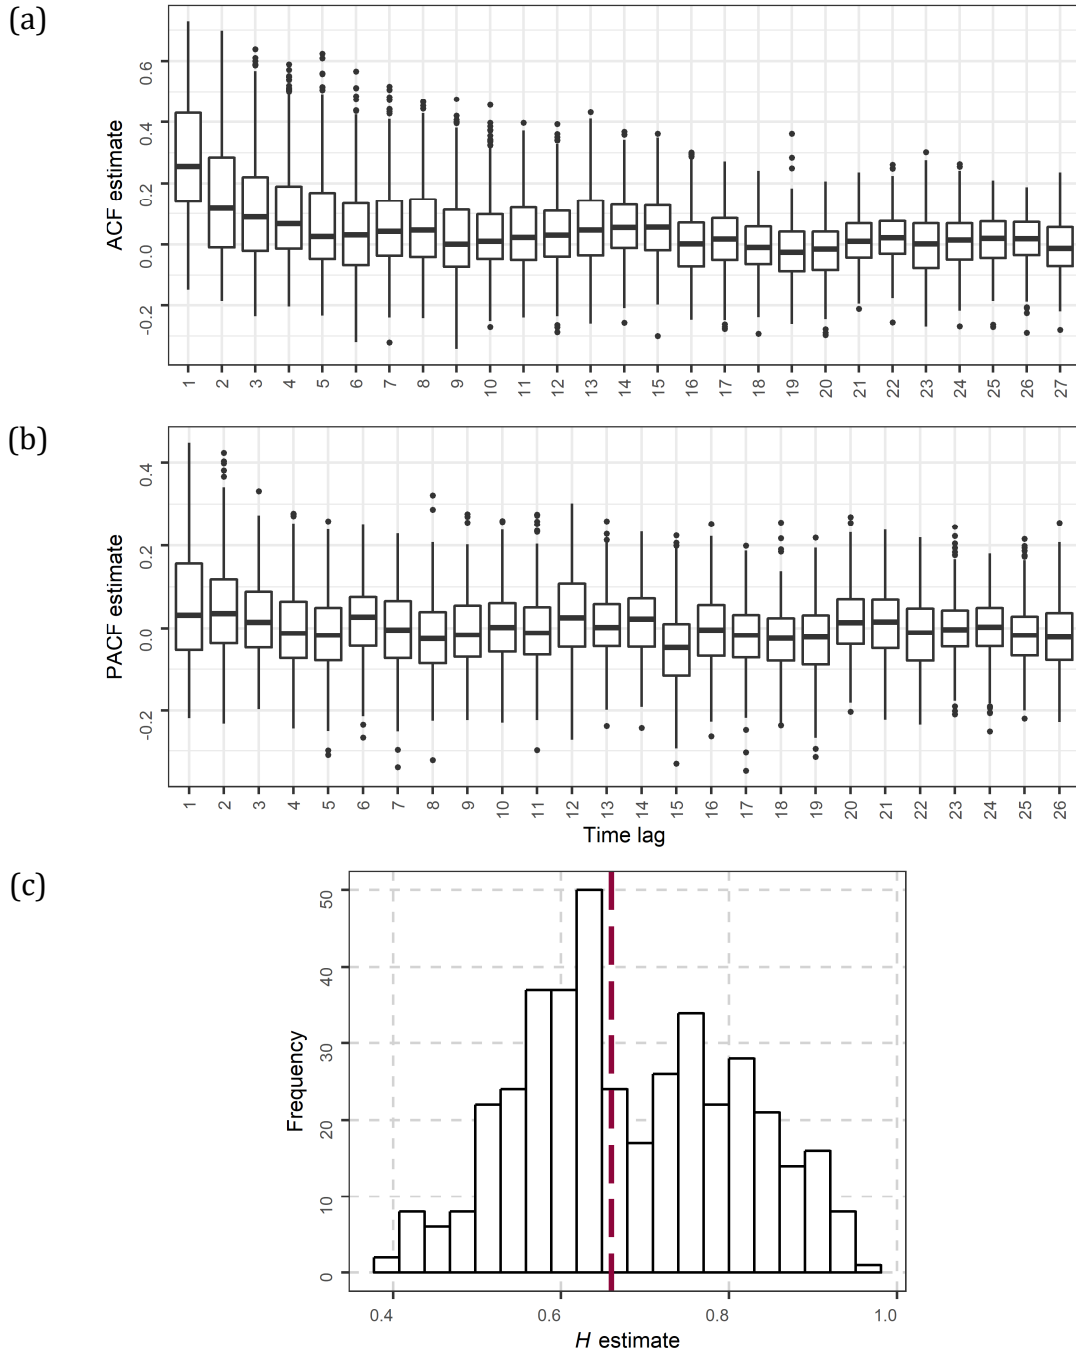 (a)
ACF estimate
0.6
0.4
0.2
0.0
-0.2
1 2 3 4 5 6 7 8 9 10 11 12 13 14 15 16 17 18 19 20 21 22 23 24 25 26 27
(b)
PACF estimate
0.4
0.2
0.0
-0.2
1 2 3 4 5 6 7 8 9 10 11 12 13 14 15 16 17 18 19 20 21 22 23 24 25 26
Time lag
(c)
Frequency
50
40
30
20
10
0
0.4 0.6 0.8 1.0
H estimate